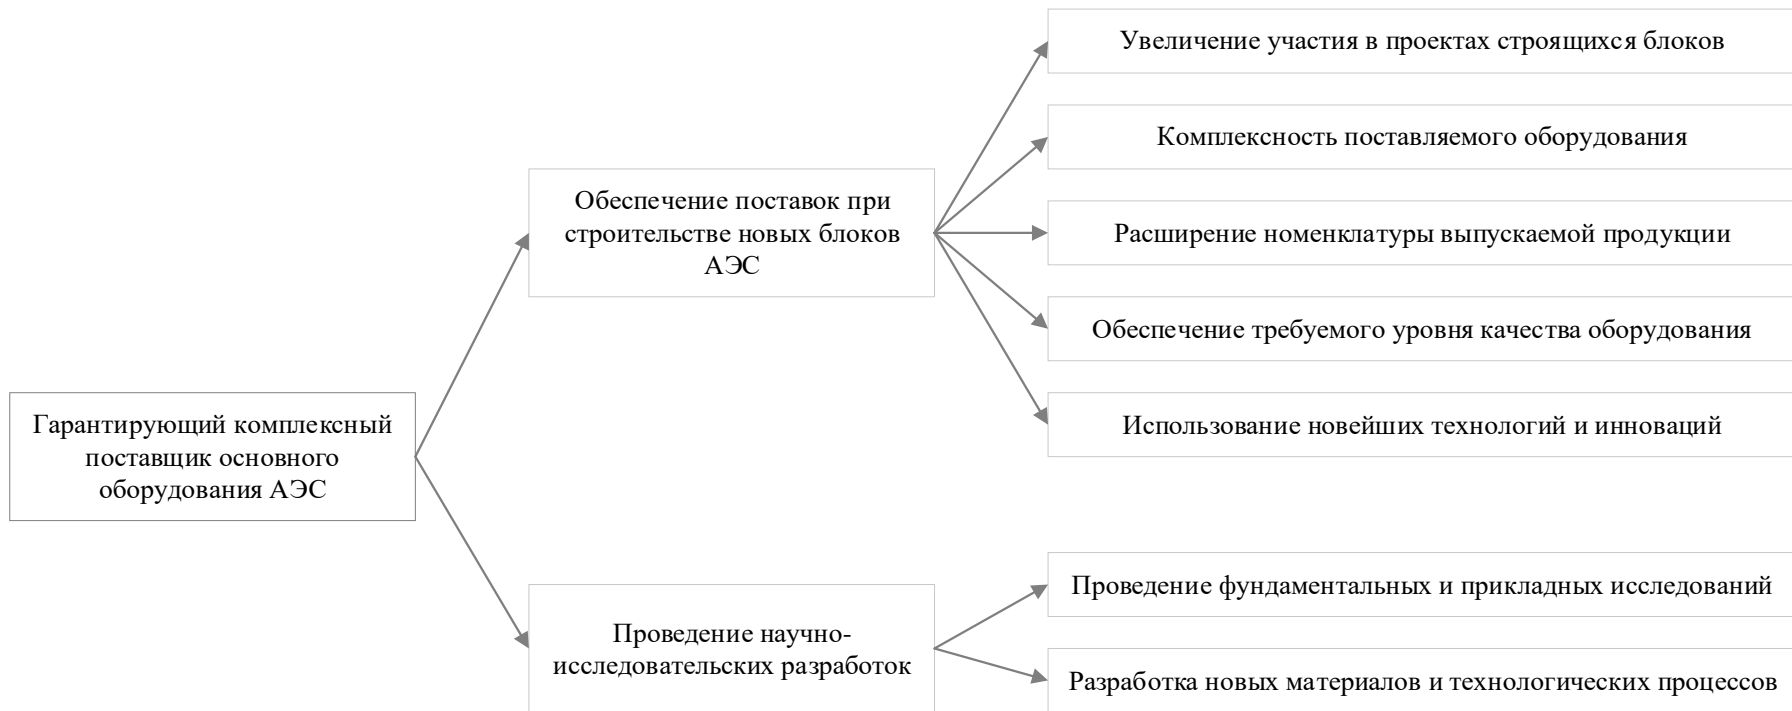 Увеличение участия в проектах строящихся блоков
Комплексность поставляемого оборудования
Обеспечение поставок при
строительстве новых блоков
АЭС
Расширение номенклатуры выпускаемой продукции
Обеспечение требуемого уровня качества оборудования
Использование новейших технологий и инноваций
Гарантирующий комплексный
поставщик основного
оборудования АЭС
Проведение фундаментальных и прикладных исследований
Проведение научно-
исследовательских разработок
Разработка новых материалов и технологических процессов